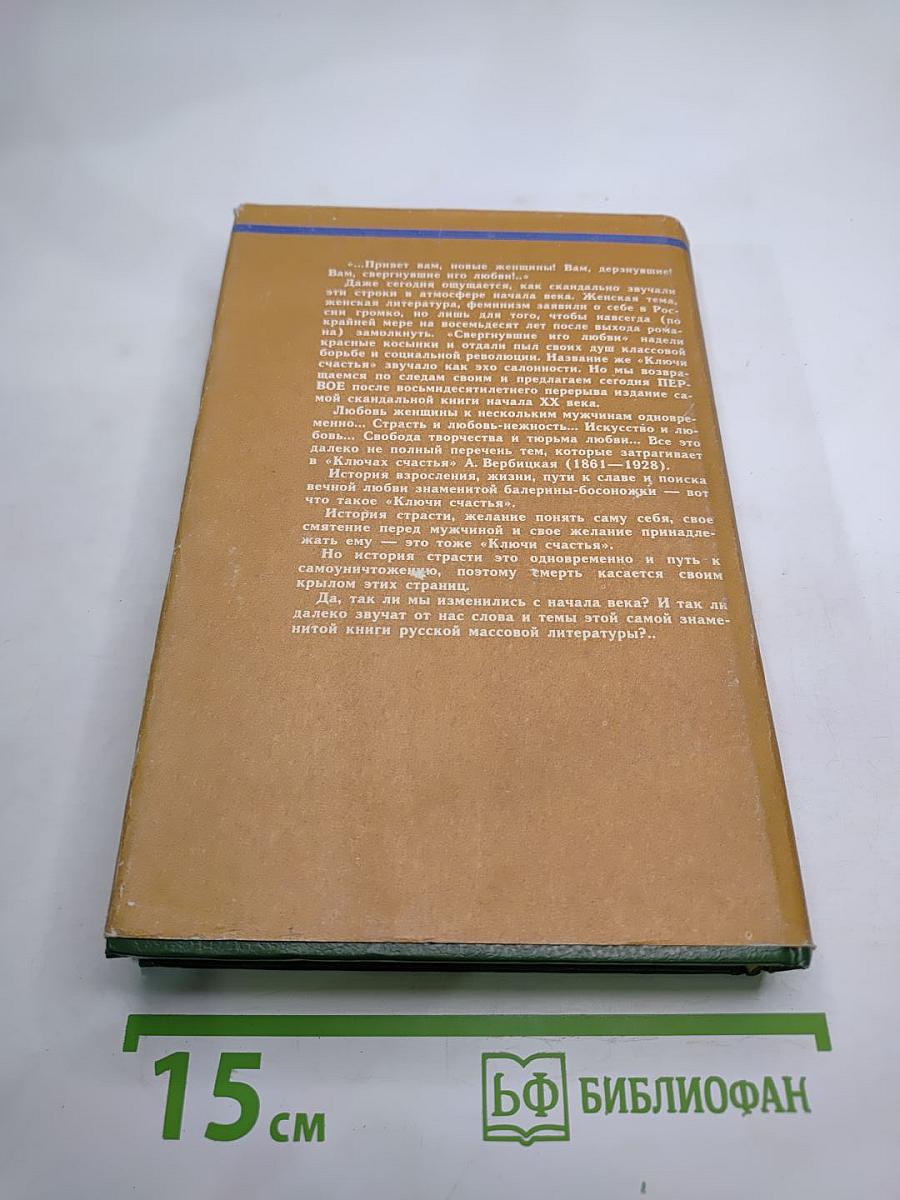 «...Привет вам, новые женщины! Вам, дерзнувшие!
Вам, свергнувшие иго любви!..»
Даже сегодня ощущается, как скандально звучали
эти строки в атмосфере начала века. Женская тема,
женская литература, феминизм заявили о себе в Рос-
сии громко, но лишь для того, чтобы навсегда (по
крайней мере на восемьдесят лет после выхода рома-
на) замолкнуть. «Свергнувшие иго любви» надели
красные косынки и отдали пыл своих душ классовой
борьбе и социальной революции. Название же «Ключи
счастья» звучало как эхо салонности. Но мы возвра-
щаемся по следам своим и предлагаем сегодня ПЕР-
ВОЕ после восьмидесятилетнего перерыва издание са-
мой скандальной книги начала XX века.
Любовь женщины к нескольким мужчинам одновре-
менно... Страсть и любовь-нежность... Искусство и лю-
бовь... Свобода творчества и тюрьма любви... Все это
далеко не полный перечень тем, которые затрагивает
в «Ключах счастья» А. Вербицкая (1861—1928).
История взросления, жизни, пути к славе и поиска
вечной любви знаменитой балерины-босоножки — вот
что такое «Ключи счастья».
История страсти, желание понять саму себя, свое
смятение перед мужчиной и свое желание принадле-
жать ему — это тоже «Ключи счастья».
Но история страсти это одновременно и путь к
самоуничтожению, поэтому смерть касается своим
крылом этих страниц.
Да, так ли мы изменились с начала века? И так ли
далеко звучат от нас слова и темы этой самой знаме-
нитой книги русской массовой литературы?..
15 см
БФ БИБЛИОФАН